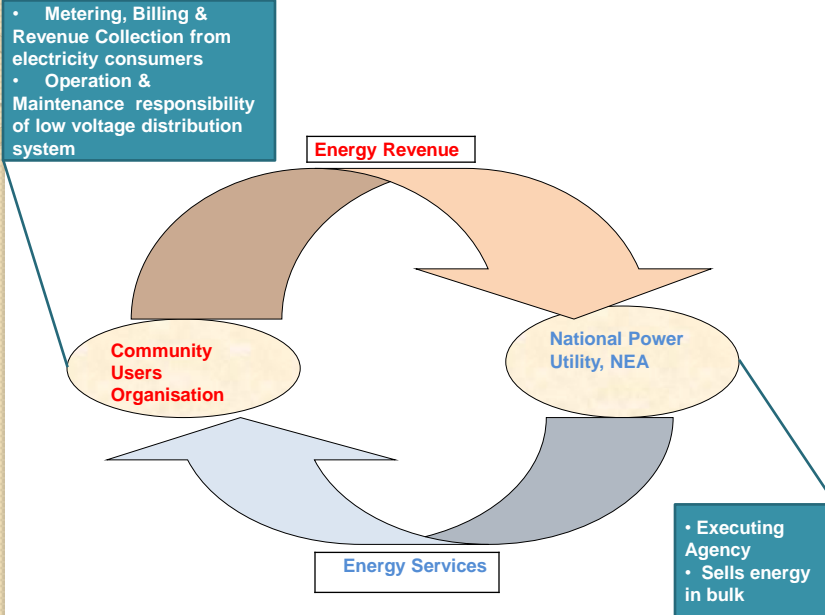 • Metering, Billing &
Revenue Collection from
electricity consumers
• Operation &
Maintenance responsibility
of low voltage distribution
system
Energy Revenue
Community
Users
Organisation
National Power
Utility, NEA
Energy Services
• Executing
Agency
• Sells energy
in bulk